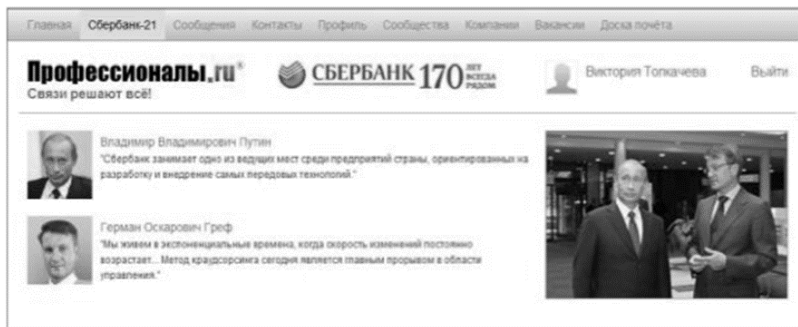 Главная Сбербанк-21 Сообщения Контакты Профиль Сообщества Компании Вакансии Доска почёта
Профессионалы.ru®
Связи решают всё!
СБЕРБАНК 170 ЛЕТ
ВСЕГДА
РЯДОМ
Виктория Толкачева Выйти
Владимир Владимирович Путин
"Сбербанк занимает одно из ведущих мест среди предприятий страны, ориентированных на
разработку и внедрение самых передовых технологий."
Герман Оскарович Греф
"Мы живем в экспоненциальные времена, когда скорость изменений постоянно
возрастает... Метод краудсорсинга сегодня является главным прорывом в области
управления."